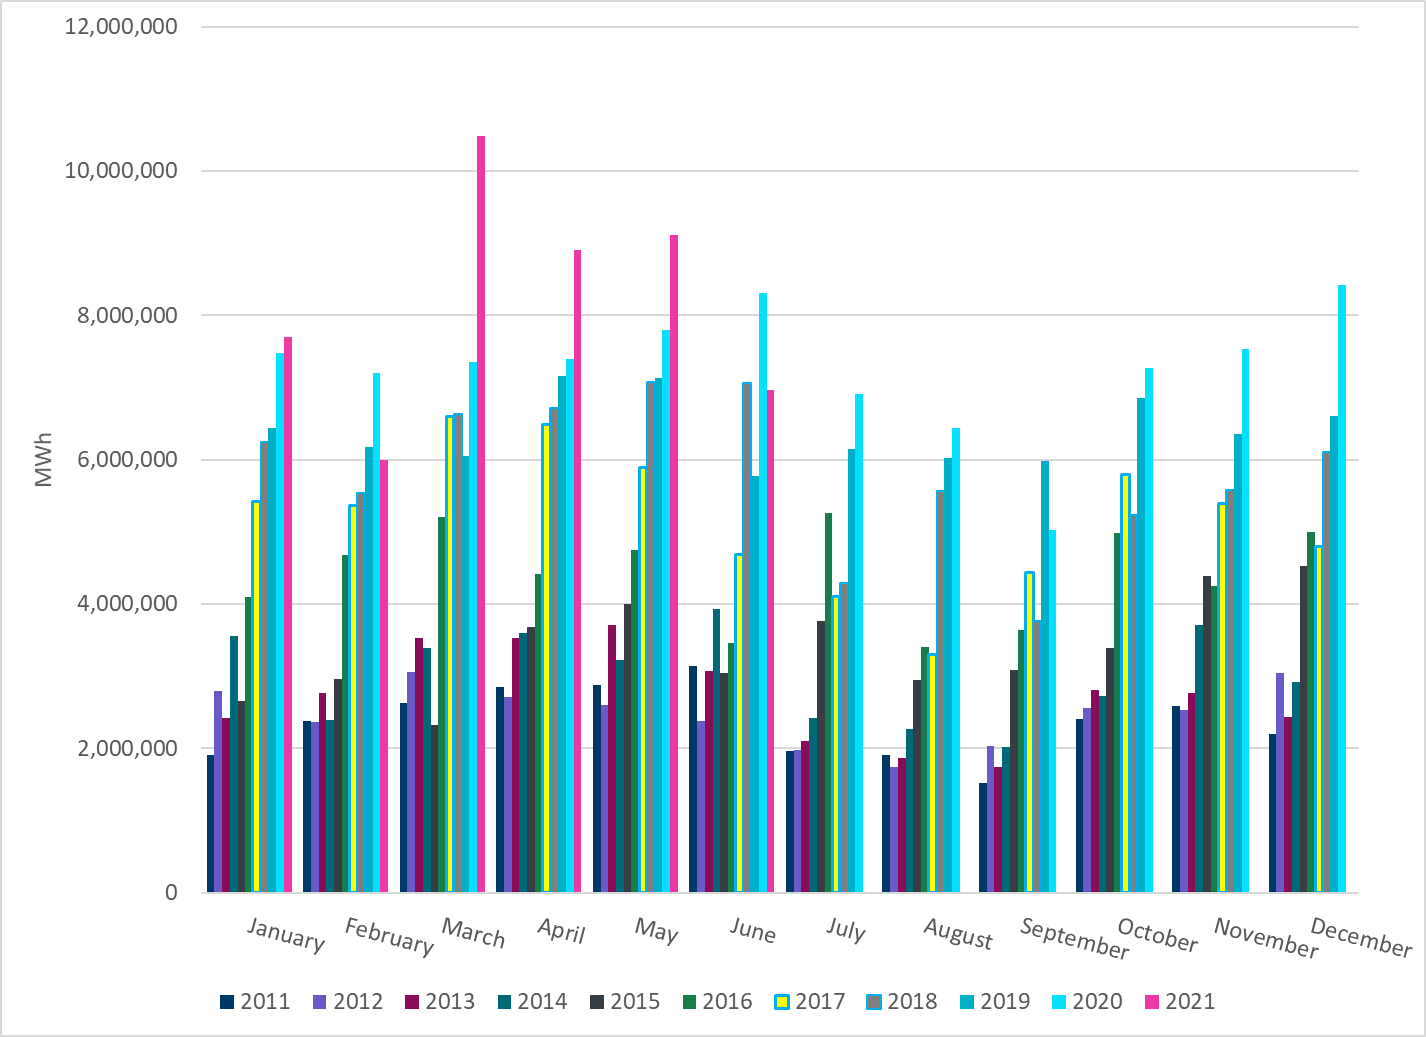 12,000,000
10,000,000
8,000,000
6,000,000
4,000,000
2,000,000
0
MWh
January February March April May June July August September October November December
2011 2012 2013 2014 2015 2016 2017 2018 2019 2020 2021